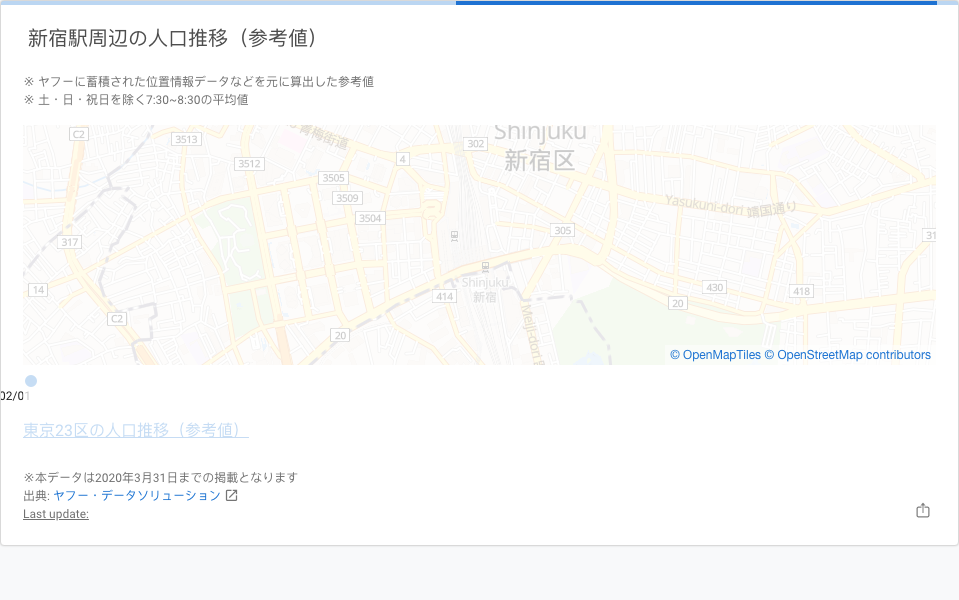 新宿駅周辺の人口推移（参考値）
※ ヤフーに蓄積された位置情報データなどを元に算出した参考値
※ 土・日・祝日を除く7:30~8:30の平均値
C2
3513
3512
3505
3509
3504
青梅街道
4
302
Shinjuku
新宿区
Yasukuni-dori 靖国通り
305
317
31
14
C2
414
Shinjuku
新宿
430
418
20
20
Meiji-dori
© OpenMapTiles © OpenStreetMap contributors
02/01
東京23区の人口推移（参考値）
※本データは2020年3月31日までの掲載となります
出典: ヤフー・データソリューション
Last update: